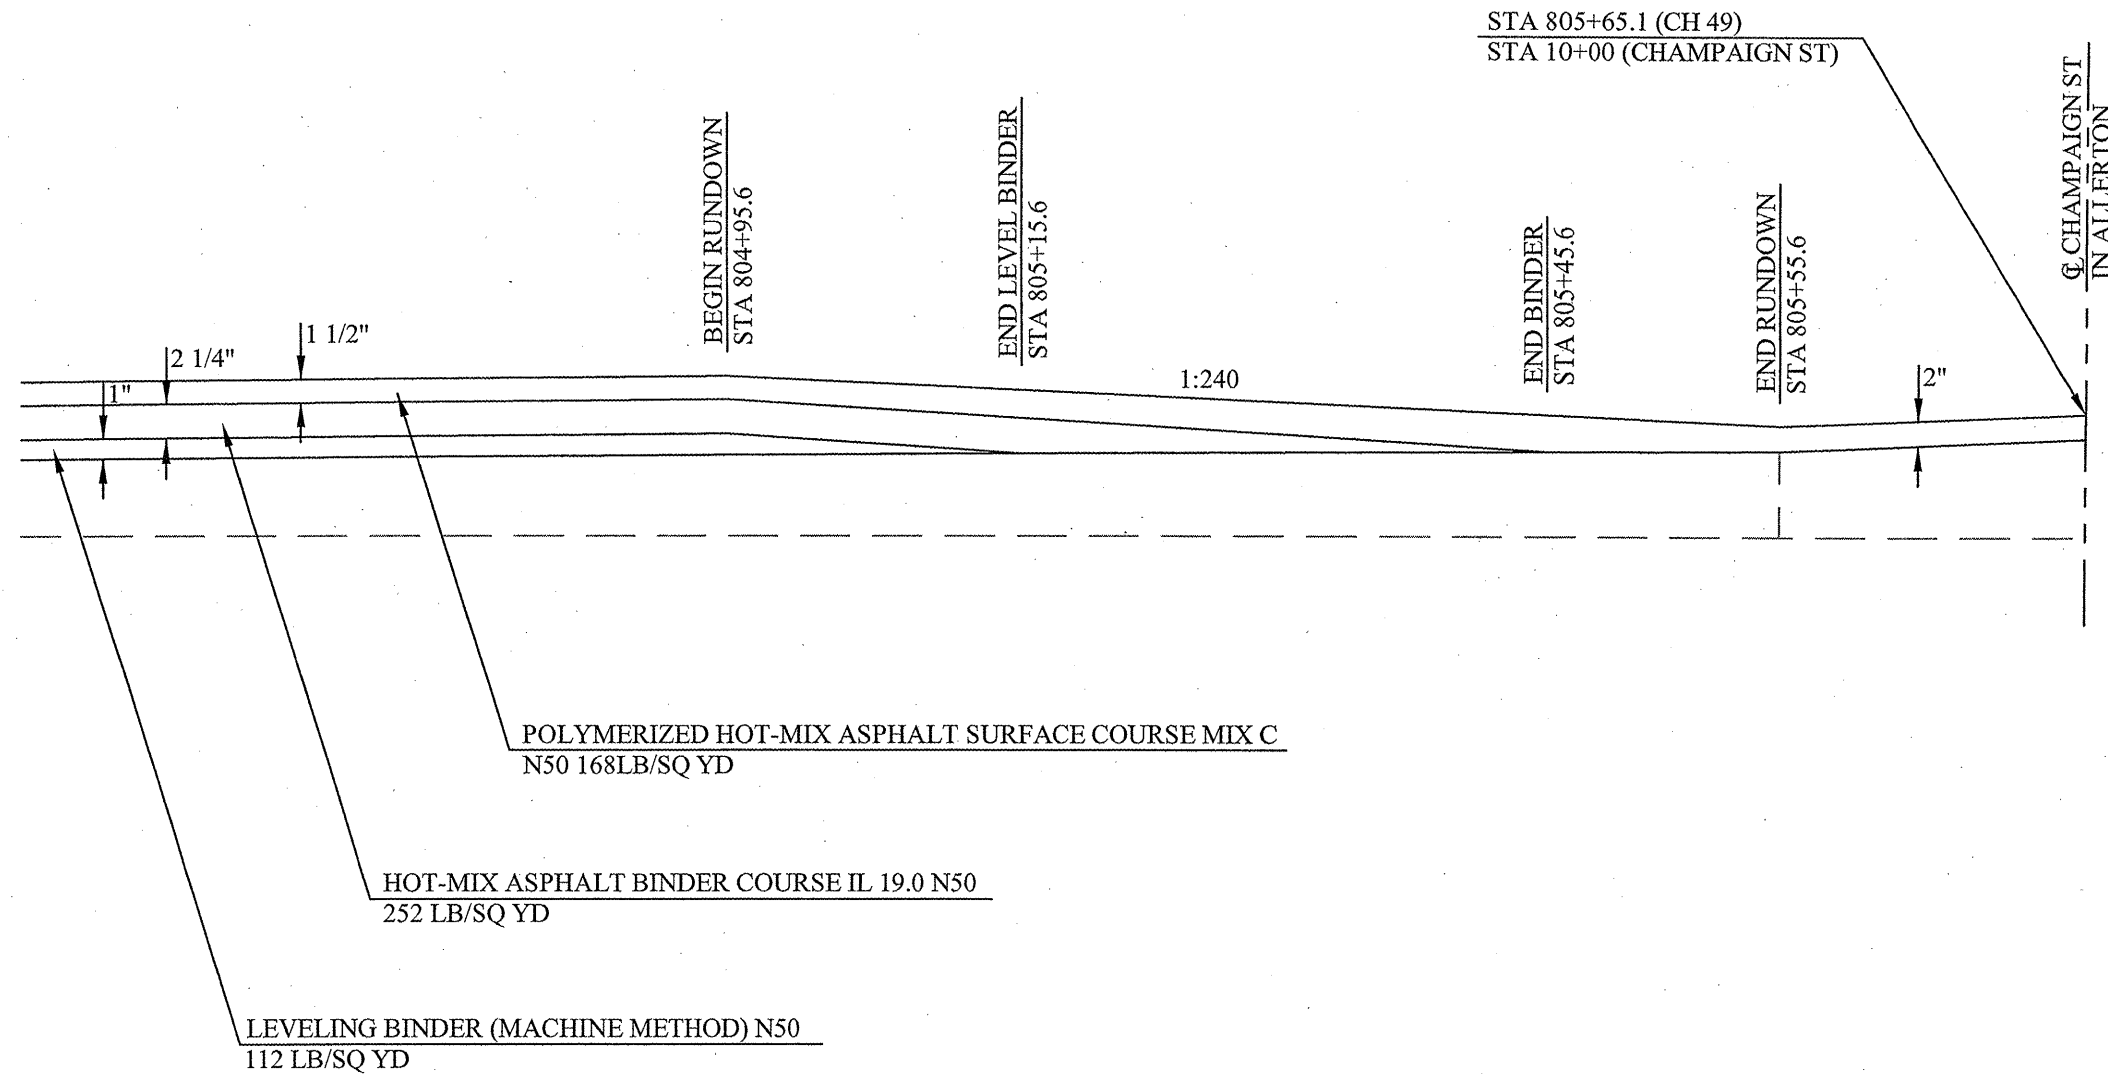 STA 805+65.1 (CH 49)
STA 10+00 (CHAMPAIGN ST)
℄ CHAMPAIGN ST
IN ALLERTON
BEGIN RUNDOWN
STA 804+95.6
END LEVEL BINDER
STA 805+15.6
END BINDER
STA 805+45.6
END RUNDOWN
STA 805+55.6
1 1/2"
2 1/4"
1"
1:240
2"
POLYMERIZED HOT-MIX ASPHALT SURFACE COURSE MIX C
N50 168LB/SQ YD
HOT-MIX ASPHALT BINDER COURSE IL 19.0 N50
252 LB/SQ YD
LEVELING BINDER (MACHINE METHOD) N50
112 LB/SQ YD